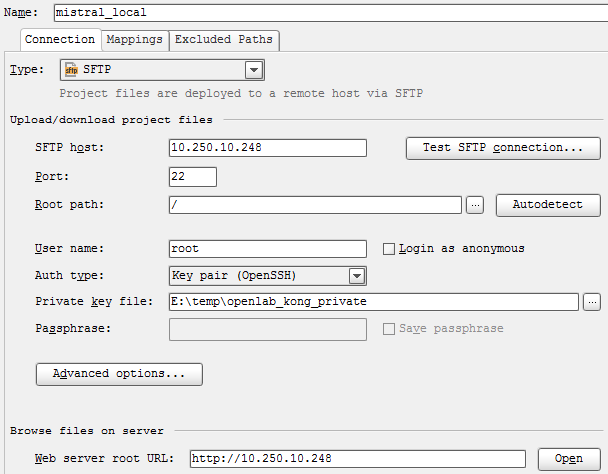 Name: mistral_local
Connection Mappings Excluded Paths
Type: sftp SFTP
Project files are deployed to a remote host via SFTP
Upload/download project files
SFTP host: 10.250.10.248 Test SFTP connection...
Port: 22
Root path: / ... Autodetect
User name: root Login as anonymous
Auth type: Key pair (OpenSSH)
Private key file: E:\temp\openlab_kong_private ...
Passphrase: Save passphrase
Advanced options...
Browse files on server
Web server root URL: http://10.250.10.248 Open